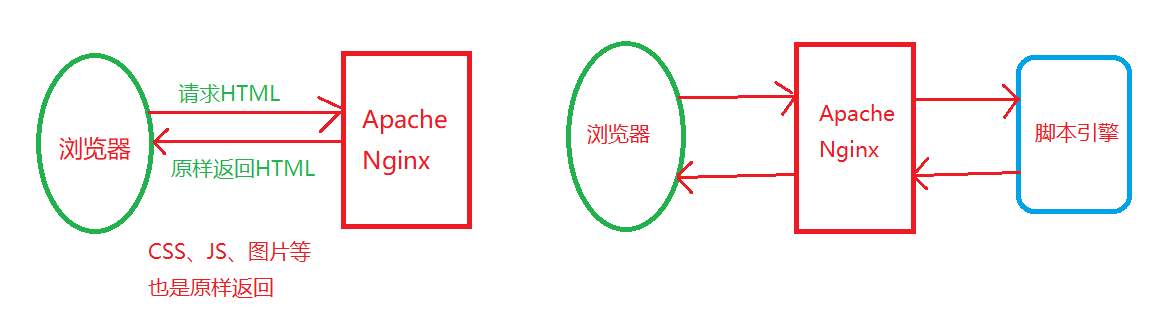 请求HTML
浏览器
原样返回HTML
Apache
Nginx
CSS、JS、图片等
也是原样返回
浏览器
Apache
Nginx
脚本引擎